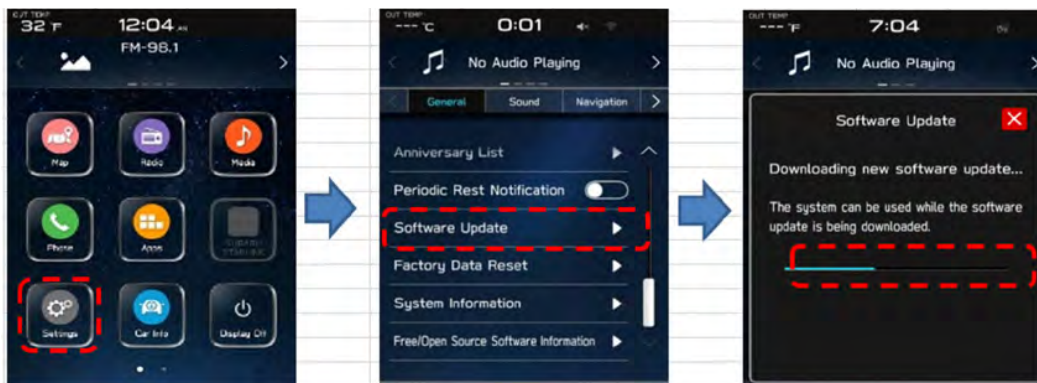 OUT TEMP
32 °F
12:04 AM
FM-98.1
Map
Radio
Media
Phone
Apps
SUBARU
STARLINK
Settings
Car Info
Display Off
OUT TEMP
--- °C
0:01
No Audio Playing
General
Sound
Navigation
Anniversary List
Periodic Rest Notification
Software Update
Factory Data Reset
System Information
Free/Open Source Software Information
OUT TEMP
--- °F
7:04
No Audio Playing
Software Update
Downloading new software update...
The system can be used while the software
update is being downloaded.